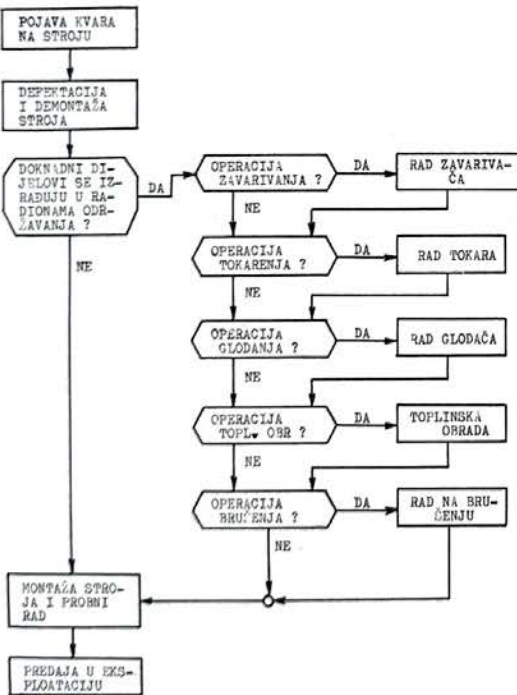 POJAVA KVARA
NA STROJU
DEFEKTACIJA
I DEMONTAŽA
STROJA
DOKNADNI DI-
JELOVI SE IZ-
RAĐUJU U RA-
DIONAMA ODR-
ŽAVANJA ?
DA
NE
OPERACIJA
ZAVARIVANJA ?
DA
NE
RAD ZAVARIVA-
ČA
OPERACIJA
TOKARENJA ?
DA
NE
RAD TOKARA
OPERACIJA
GLODANJA ?
DA
NE
RAD GLODAČA
OPERACIJA
TOPL. OBR ?
DA
NE
TOPLINSKA
OBRADA
OPERACIJA
BRUŠENJA ?
DA
NE
RAD NA BRU-
ŠENJU
MONTAŽA STRO-
JA I PROBNI
RAD
PREDAJA U EKS-
PLOATACIJU